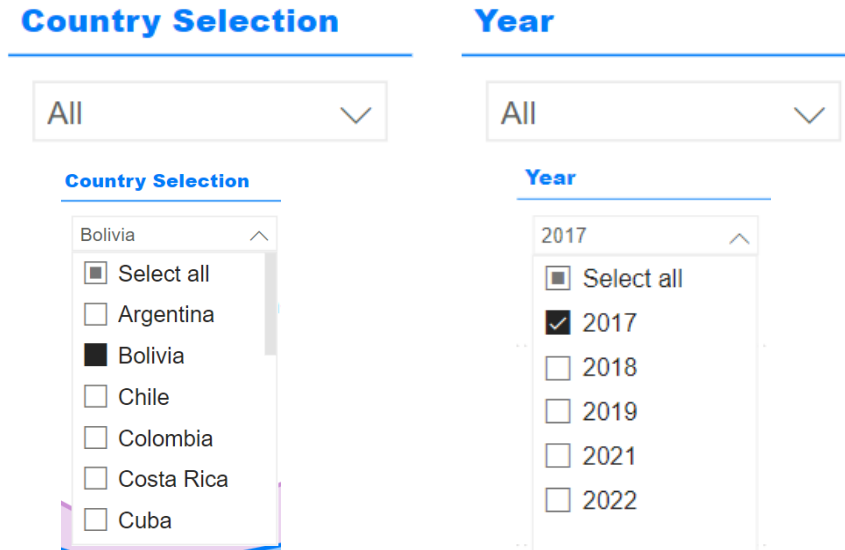 Country Selection
Year
All
All
Country Selection
Year
Bolivia
2017
Select all
Argentina
Bolivia
Chile
Colombia
Costa Rica
Cuba
Select all
2017
2018
2019
2021
2022